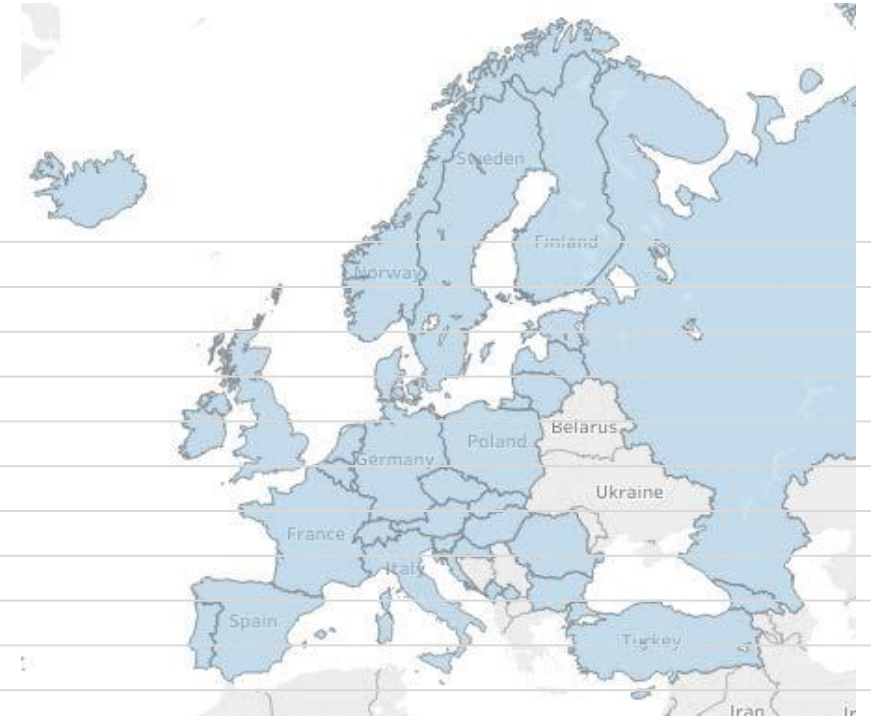 Sweden
Finland
Norway
Belarus
Poland
Germany
Ukraine
France
Italy
Spain
Turkey
Iran